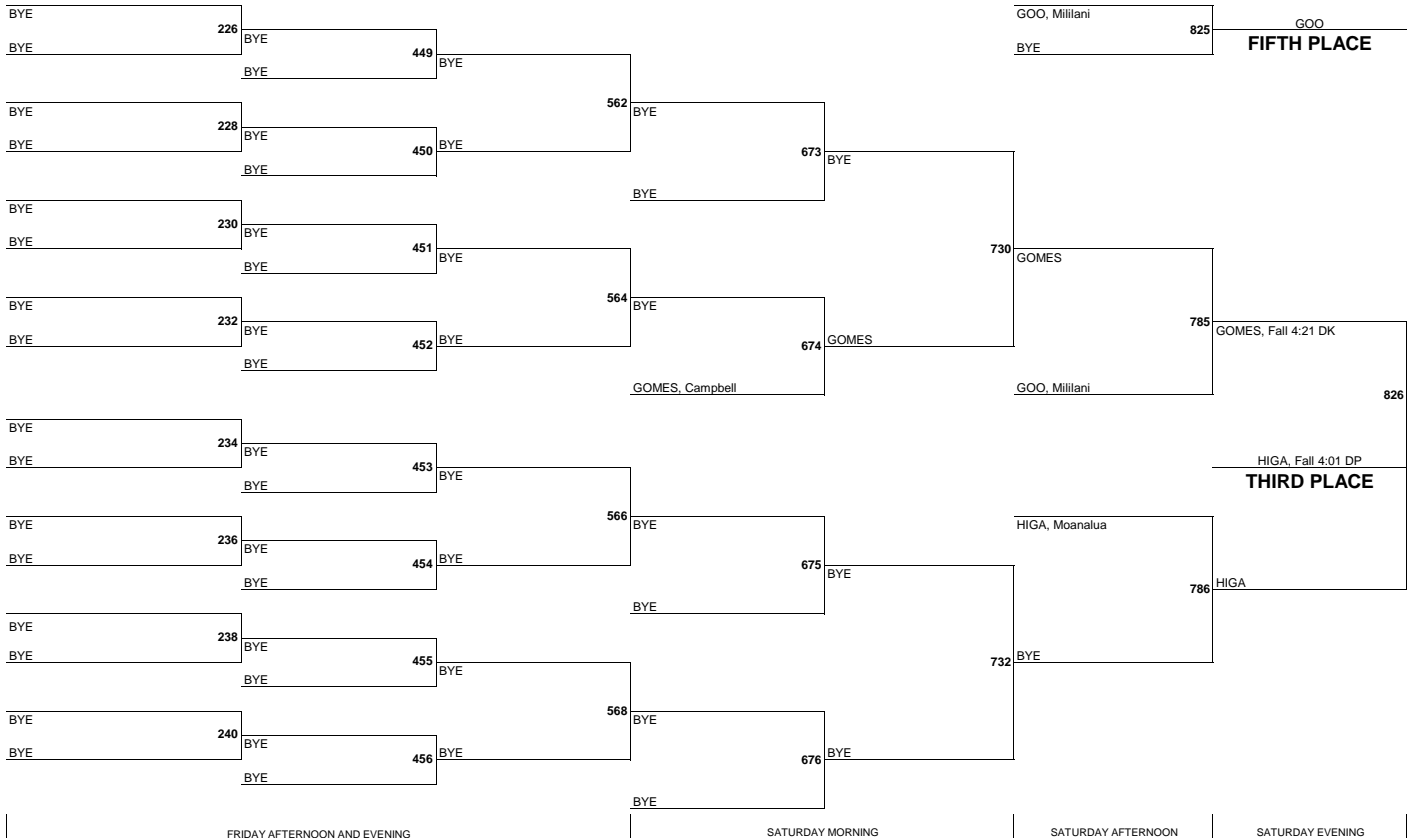 BYE
226
BYE
BYE
449
BYE
BYE
562
BYE
228
BYE
BYE
450
BYE
BYE
BYE
673
BYE
BYE
BYE
230
BYE
BYE
451
BYE
BYE
564
BYE
232
BYE
BYE
452
BYE
BYE
BYE
674
GOMES
GOMES, Campbell
730
GOMES
785
GOMES, Fall 4:21 DK
GOO, Mililani
GOO, Mililani
825
BYE
GOO
FIFTH PLACE
826
HIGA, Fall 4:01 DP
THIRD PLACE
BYE
234
BYE
BYE
453
BYE
BYE
566
BYE
236
BYE
BYE
454
BYE
BYE
BYE
675
BYE
BYE
HIGA, Moanalua
786
HIGA
BYE
238
BYE
BYE
455
BYE
BYE
568
BYE
240
BYE
BYE
456
BYE
BYE
BYE
676
BYE
BYE
732
BYE
FRIDAY AFTERNOON AND EVENING
SATURDAY MORNING
SATURDAY AFTERNOON
SATURDAY EVENING